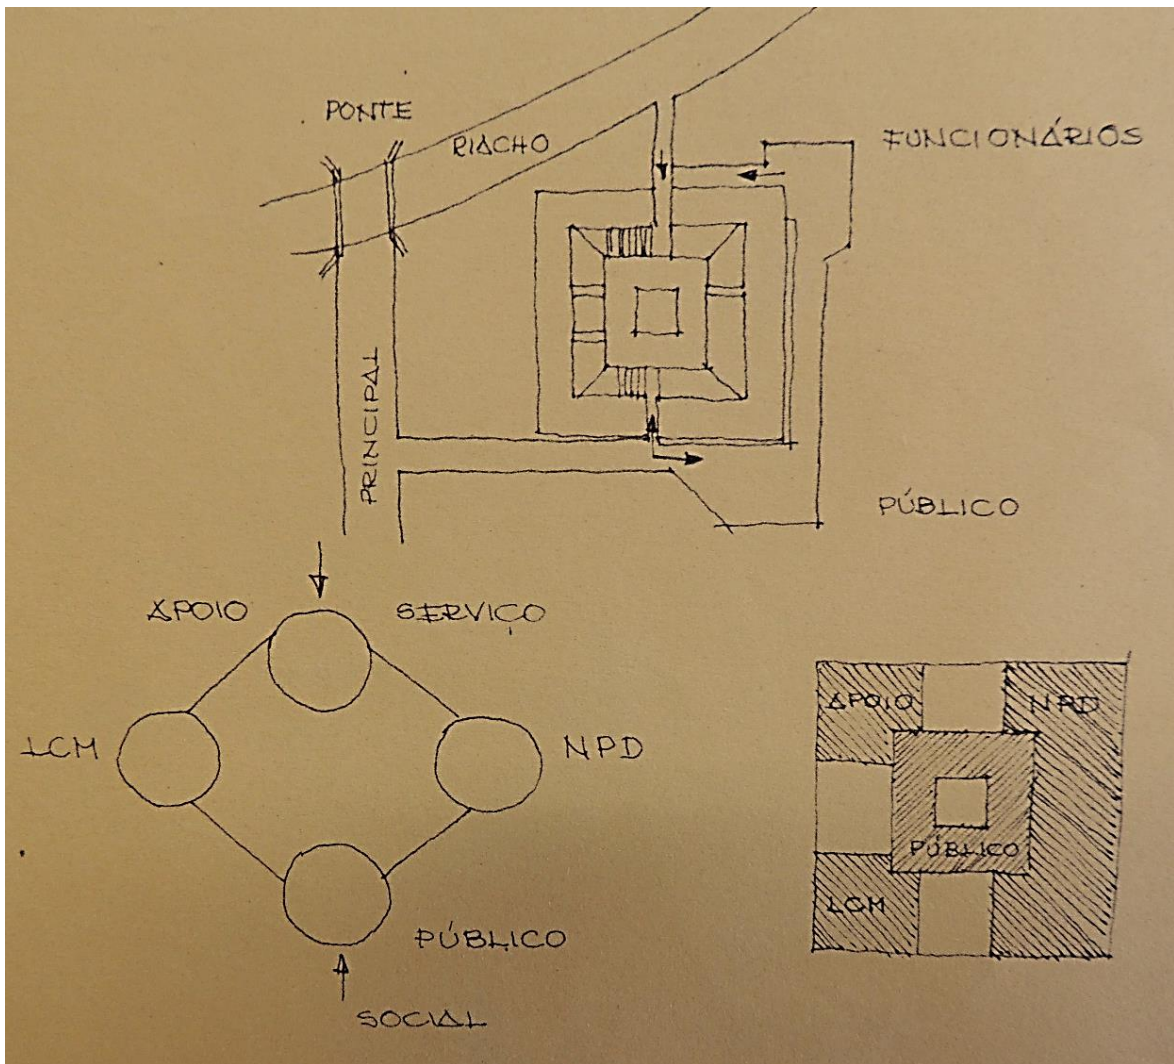 PONTE
RIACHO
FUNCIONÁRIOS
PRINCIPAL
PÚBLICO
APOIO SERVIÇO
LCM NPD
PÚBLICO
SOCIAL
APOIO NPD
PÚBLICO
LCM